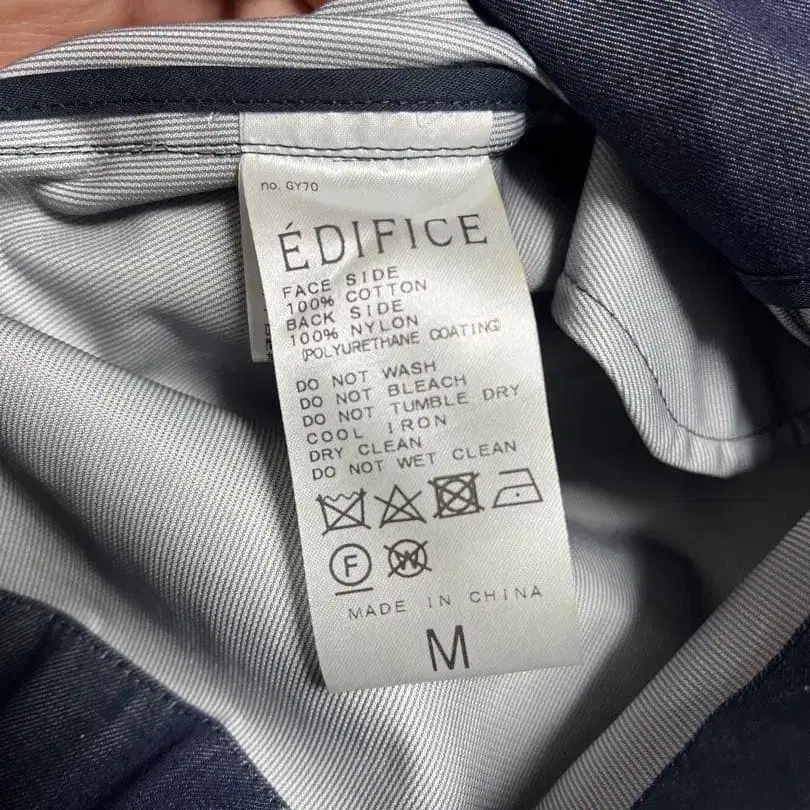 no. GY70
ÉDIFICE
FACE SIDE
100% COTTON
BACK SIDE
100% NYLON
(POLYURETHANE COATING)
DO NOT WASH
DO NOT BLEACH
DO NOT TUMBLE DRY
COOL IRON
DRY CLEAN
DO NOT WET CLEAN
F W
MADE IN CHINA
M